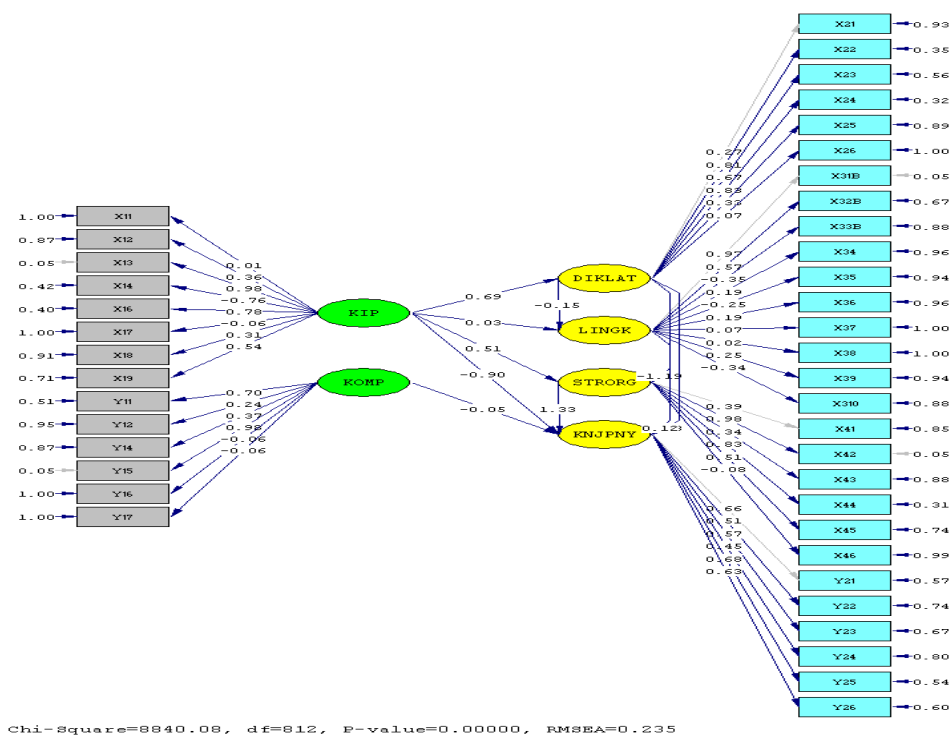 1.00 X11
0.87 X12
0.05 X13
0.42 X14
0.40 X16
1.00 X17
0.91 X18
0.71 X19
0.51 Y11
0.95 Y12
0.87 Y14
0.05 Y15
1.00 Y16
1.00 Y17
0.01
0.36
0.98
-0.76
0.78
-0.06
0.31
0.54
0.70
0.24
0.37
0.98
-0.06
-0.06
KIP
KOMP
0.69
0.03
0.51
-0.90
-0.05
DIKLAT
-0.15
LINGK
STRORG
1.33
KNJPNY
-1.19
0.27
0.81
0.67
0.83
0.33
0.07
0.97
0.57
-0.35
0.19
0.25
0.19
0.07
0.02
0.25
-0.34
0.39
0.98
0.34
0.83
0.51
-0.08
0.66
0.51
0.57
0.45
0.68
0.63
X21 0.93
X22 0.35
X23 0.56
X24 0.32
X25 0.89
X26 1.00
X31B 0.05
X32B 0.67
X33B 0.88
X34 0.96
X35 0.94
X36 0.96
X37 1.00
X38 1.00
X39 0.94
X310 0.88
X41 0.85
X42 0.05
X43 0.88
X44 0.31
X45 0.74
X46 0.99
Y21 0.57
Y22 0.74
Y23 0.67
Y24 0.80
Y25 0.54
Y26 0.60
Chi-Square=8840.08, df=812, P-value=0.00000, RMSEA=0.235